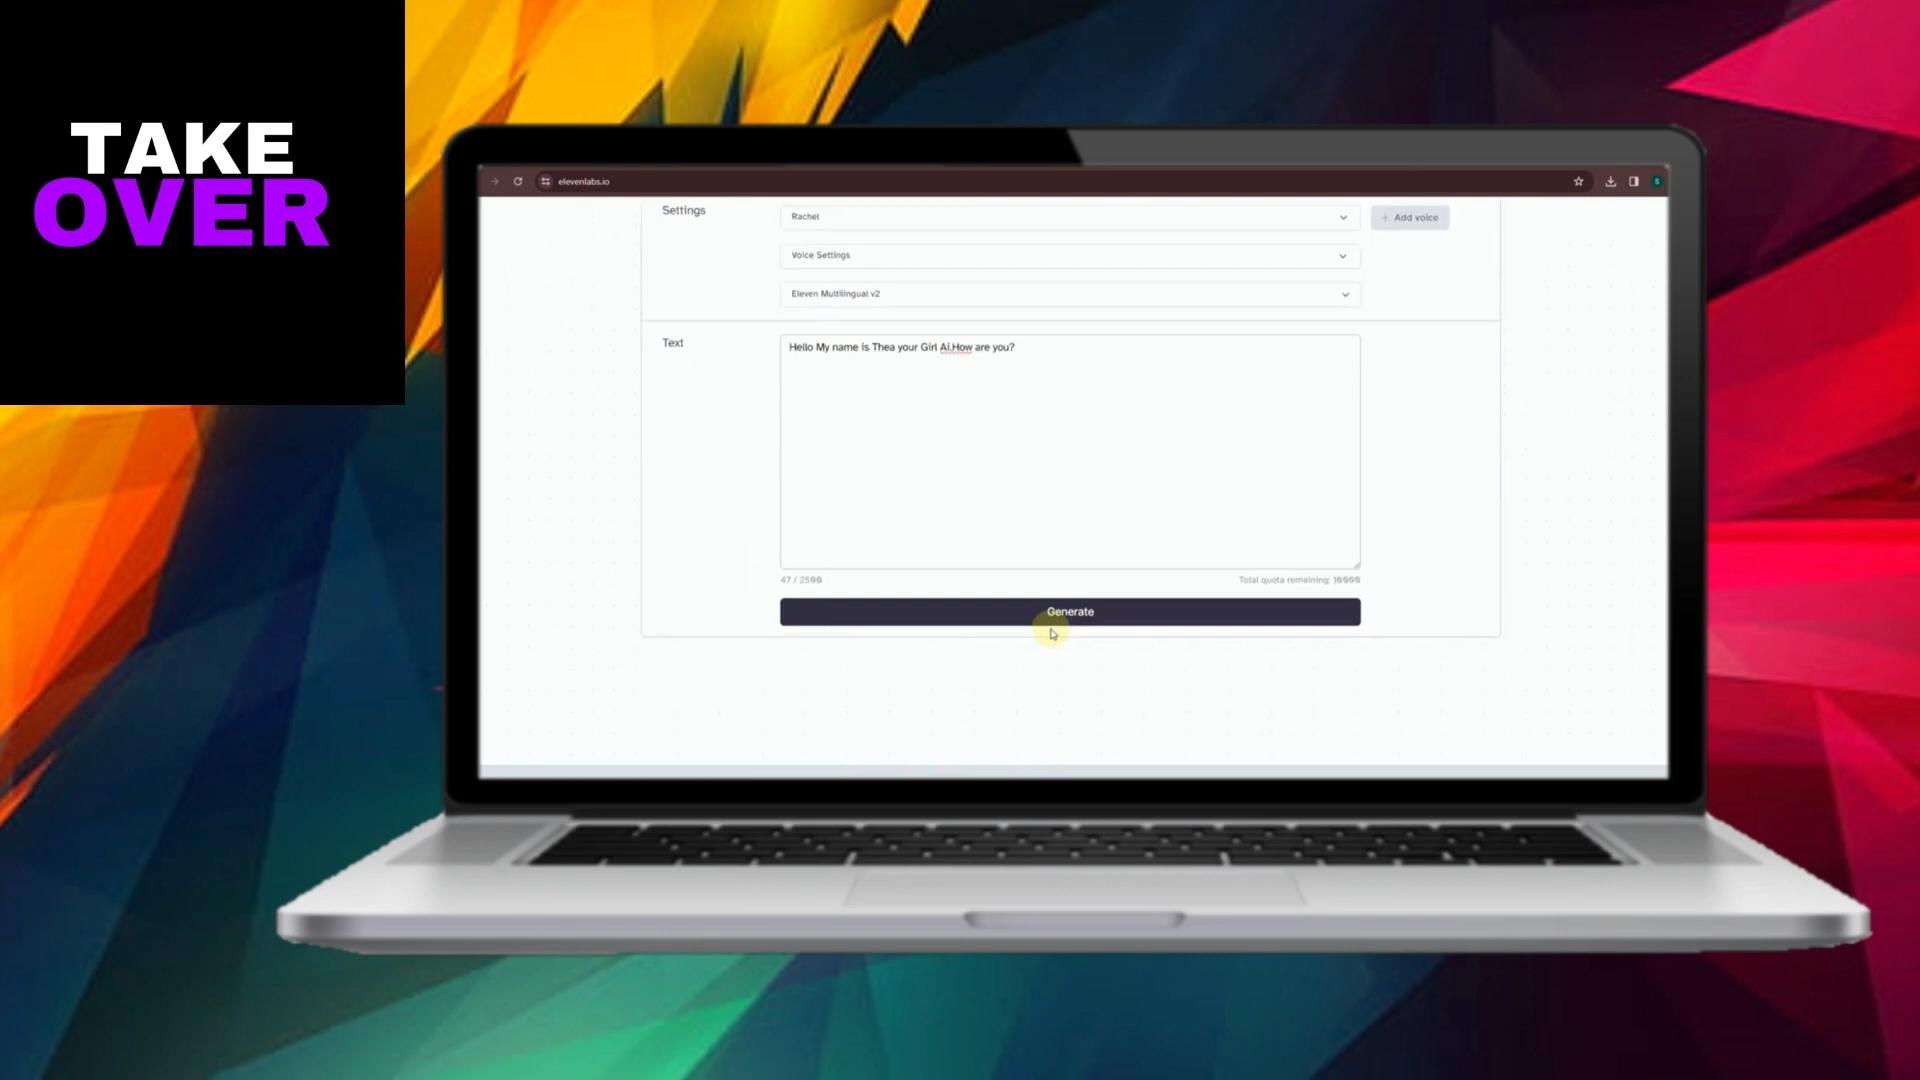 TAKE
OVER
elevenlabs.io
S
Settings
Rachel
+ Add voice
Voice Settings
Eleven Multilingual v2
Text
Hello My name is Thea your Girl Ai.How are you?
47 / 2500
Total quota remaining: 10000
Generate